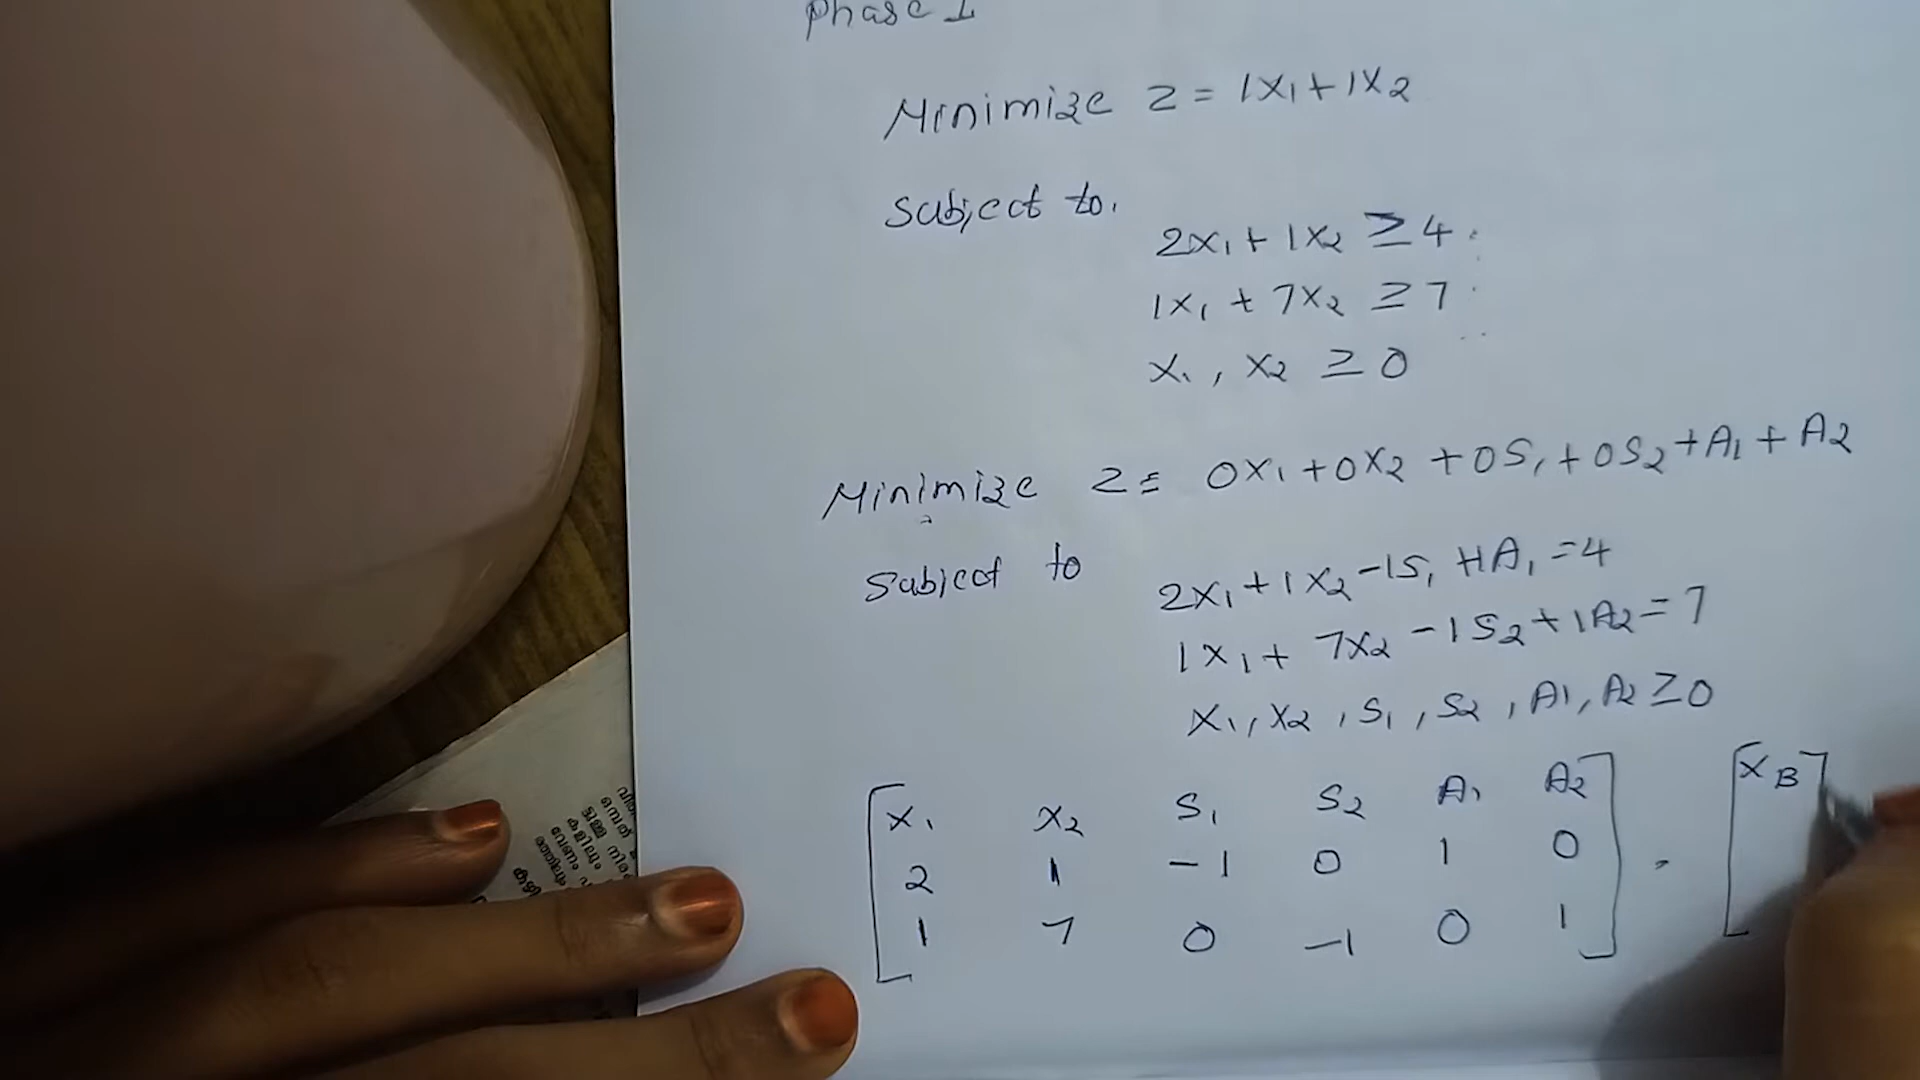 Phase I
Minimize Z = 1X1 + 1X2
Subject to.
2X1 + 1X2 ≥ 4
1X1 + 7X2 ≥ 7
X1, X2 ≥ 0
Minimize Z = 0X1 + 0X2 + 0S1 + 0S2 + A1 + A2
Subject to
2X1 + 1X2 - 1S1 + 1A1 = 4
1X1 + 7X2 - 1S2 + 1A2 = 7
X1, X2, S1, S2, A1, A2 ≥ 0
X1 X2 S1 S2 A1 A2 = XB
2 1 -1 0 1 0
1 7 0 -1 0 1